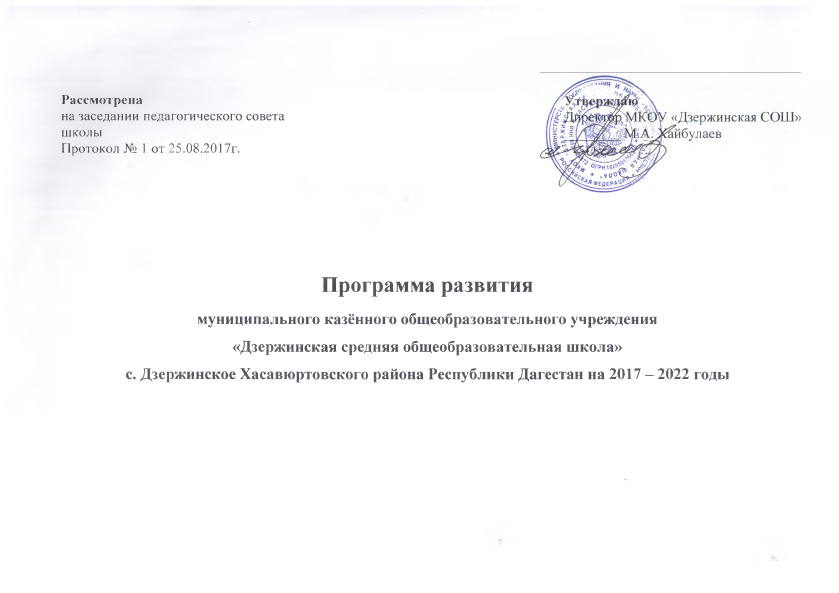 Рассмотрена
на заседании педагогического совета
школы
Протокол № 1 от 25.08.2017г.
Утверждаю
Директор МКОУ «Дзержинская СОШ»
М.А. Хайбулаев
РОССИЙСКАЯ ФЕДЕРАЦИЯ
Программа развития
муниципального казённого общеобразовательного учреждения
«Дзержинская средняя общеобразовательная школа»
с. Дзержинское Хасавюртовского района Республики Дагестан на 2017 – 2022 годы